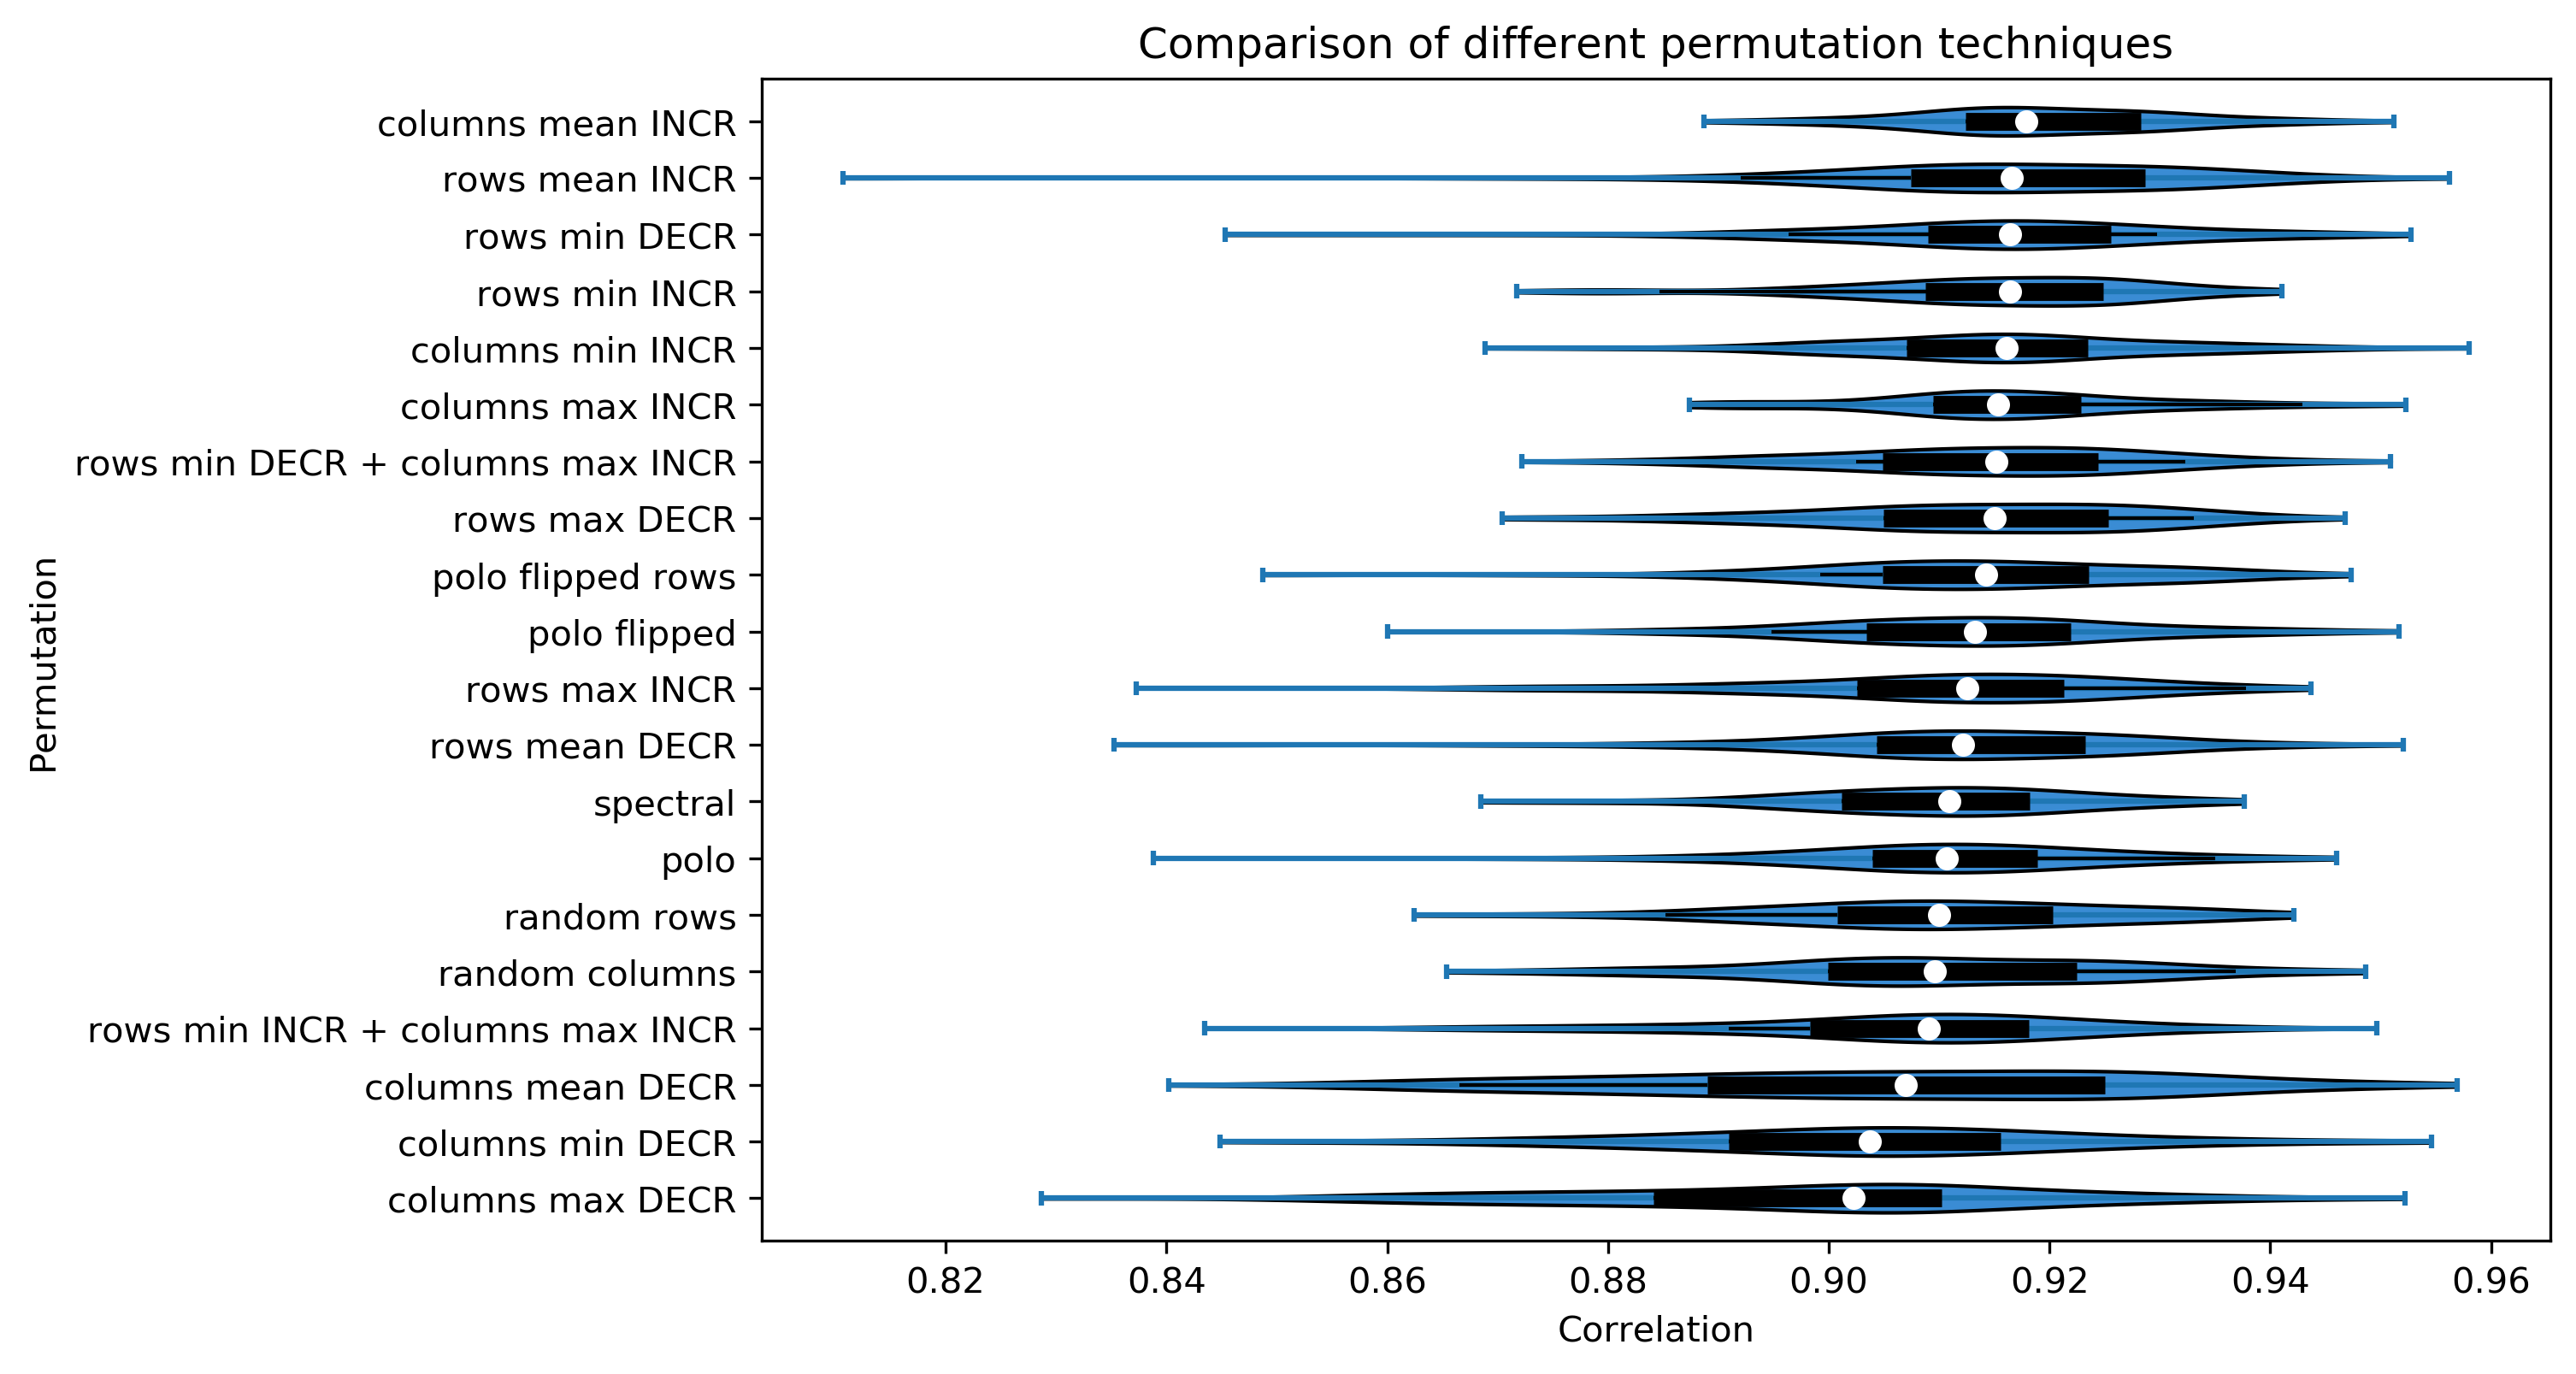 Comparison of different permutation techniques
Permutation
columns mean INCR
rows mean INCR
rows min DECR
rows min INCR
columns min INCR
columns max INCR
rows min DECR + columns max INCR
rows max DECR
polo flipped rows
polo flipped
rows max INCR
rows mean DECR
spectral
polo
random rows
random columns
rows min INCR + columns max INCR
columns mean DECR
columns min DECR
columns max DECR
0.82 0.84 0.86 0.88 0.90 0.92 0.94 0.96
Correlation